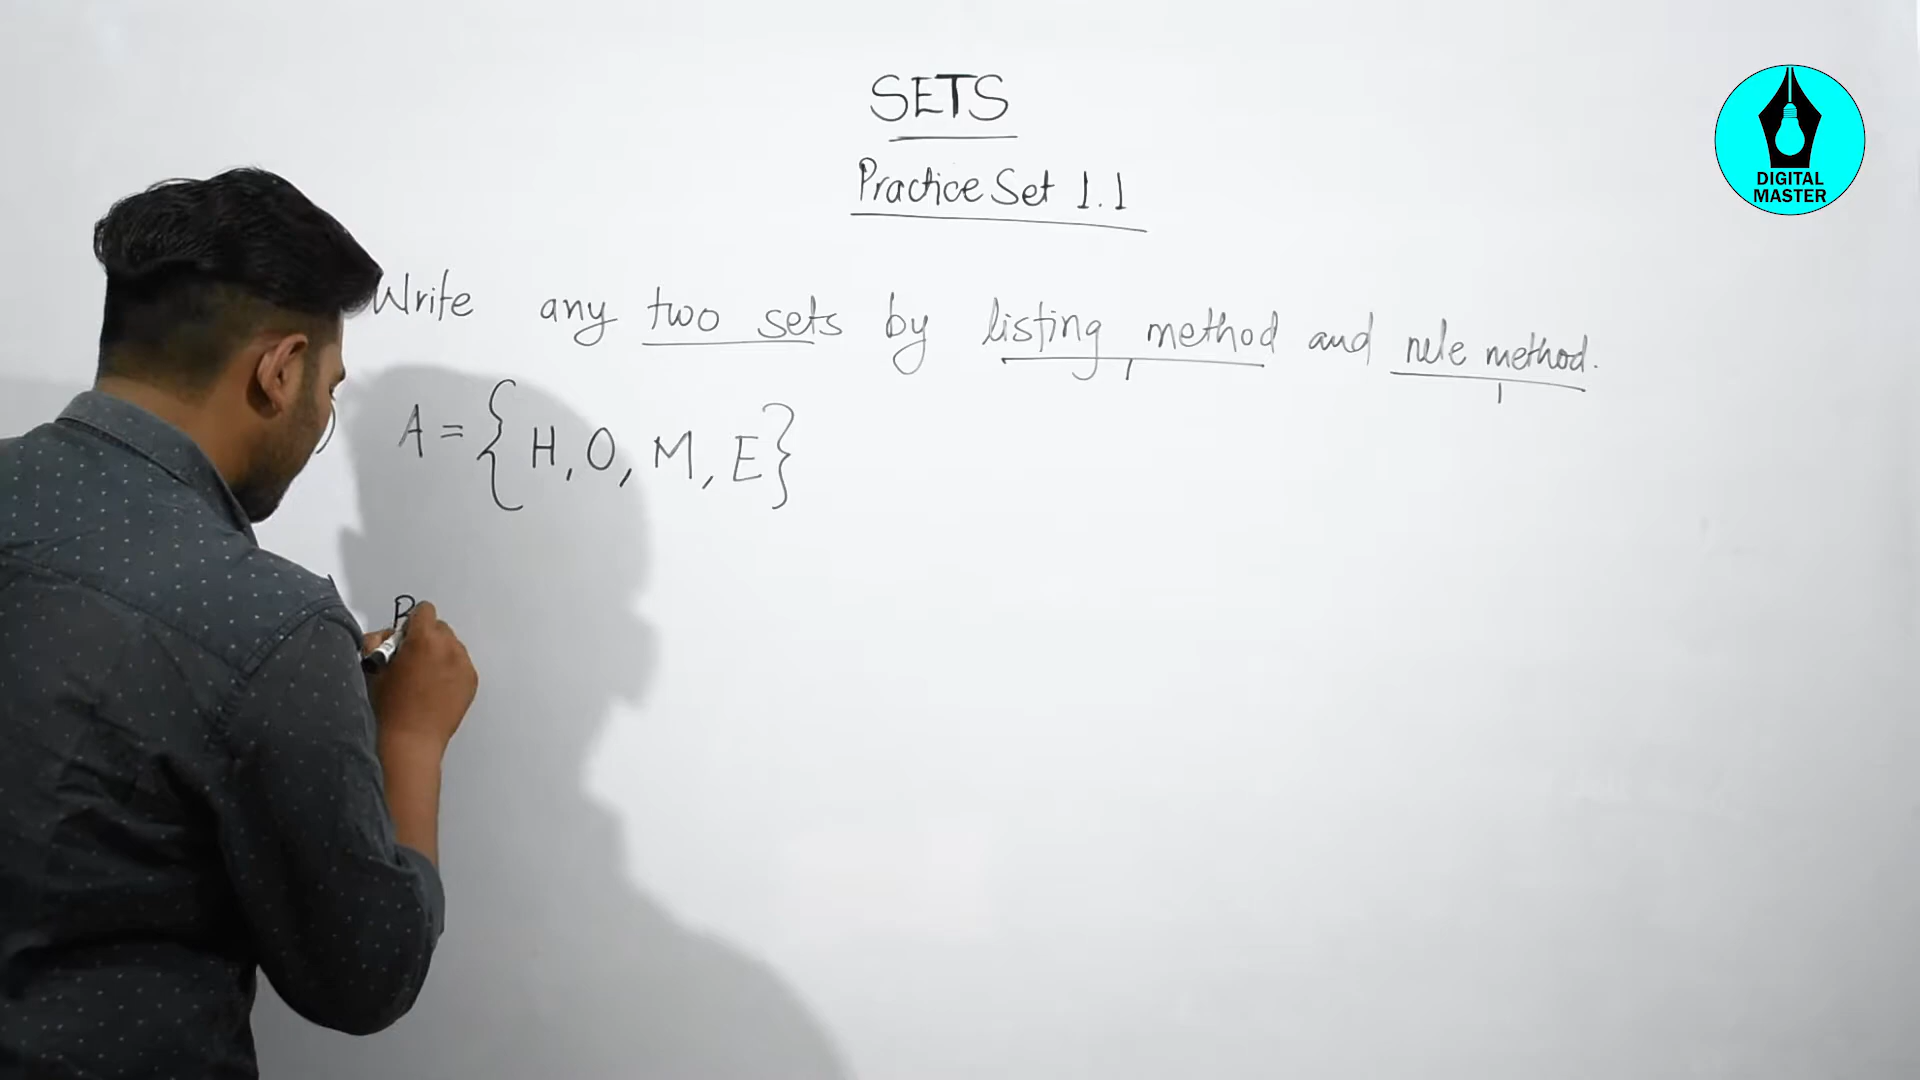 SETS
Practice Set 1.1
DIGITAL
MASTER
Write any two sets by listing method and rule method.
) A = { H, O, M, E }
B